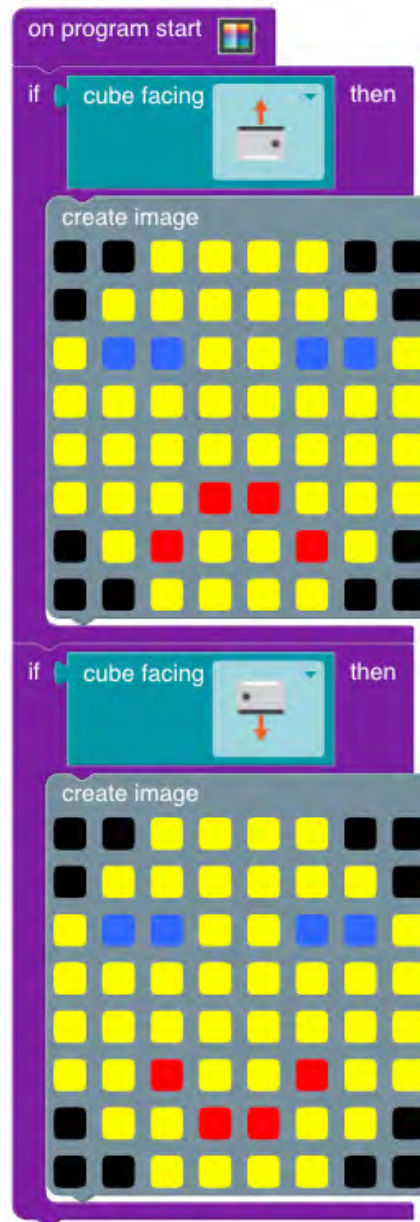 on program start
if cube facing then
create image
if cube facing then
create image